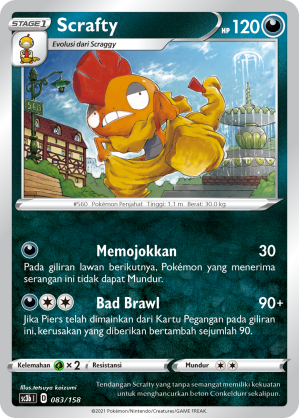 STAGE 1
Scrafty
HP 120
Evolusi dari Scraggy
#560 Pokémon Penjahat Tinggi: 1.1 m Berat: 30.0 kg
Memojokkan 30
Pada giliran lawan berikutnya, Pokémon yang menerima
serangan ini tidak dapat Mundur.
Bad Brawl 90+
Jika Piers telah dimainkan dari Kartu Pegangan pada giliran
ini, kerusakan yang diberikan bertambah sejumlah 90.
Illus. tetsuya koizumi
Kelemahan ×2 Resistansi Mundur
sc3b I D 083/158
Tendangan Scrafty yang tanpa semangat memiliki kekuatan
untuk menghancurkan beton Conkeldurr sekalipun.
©2021 Pokémon/Nintendo/Creatures/GAME FREAK.